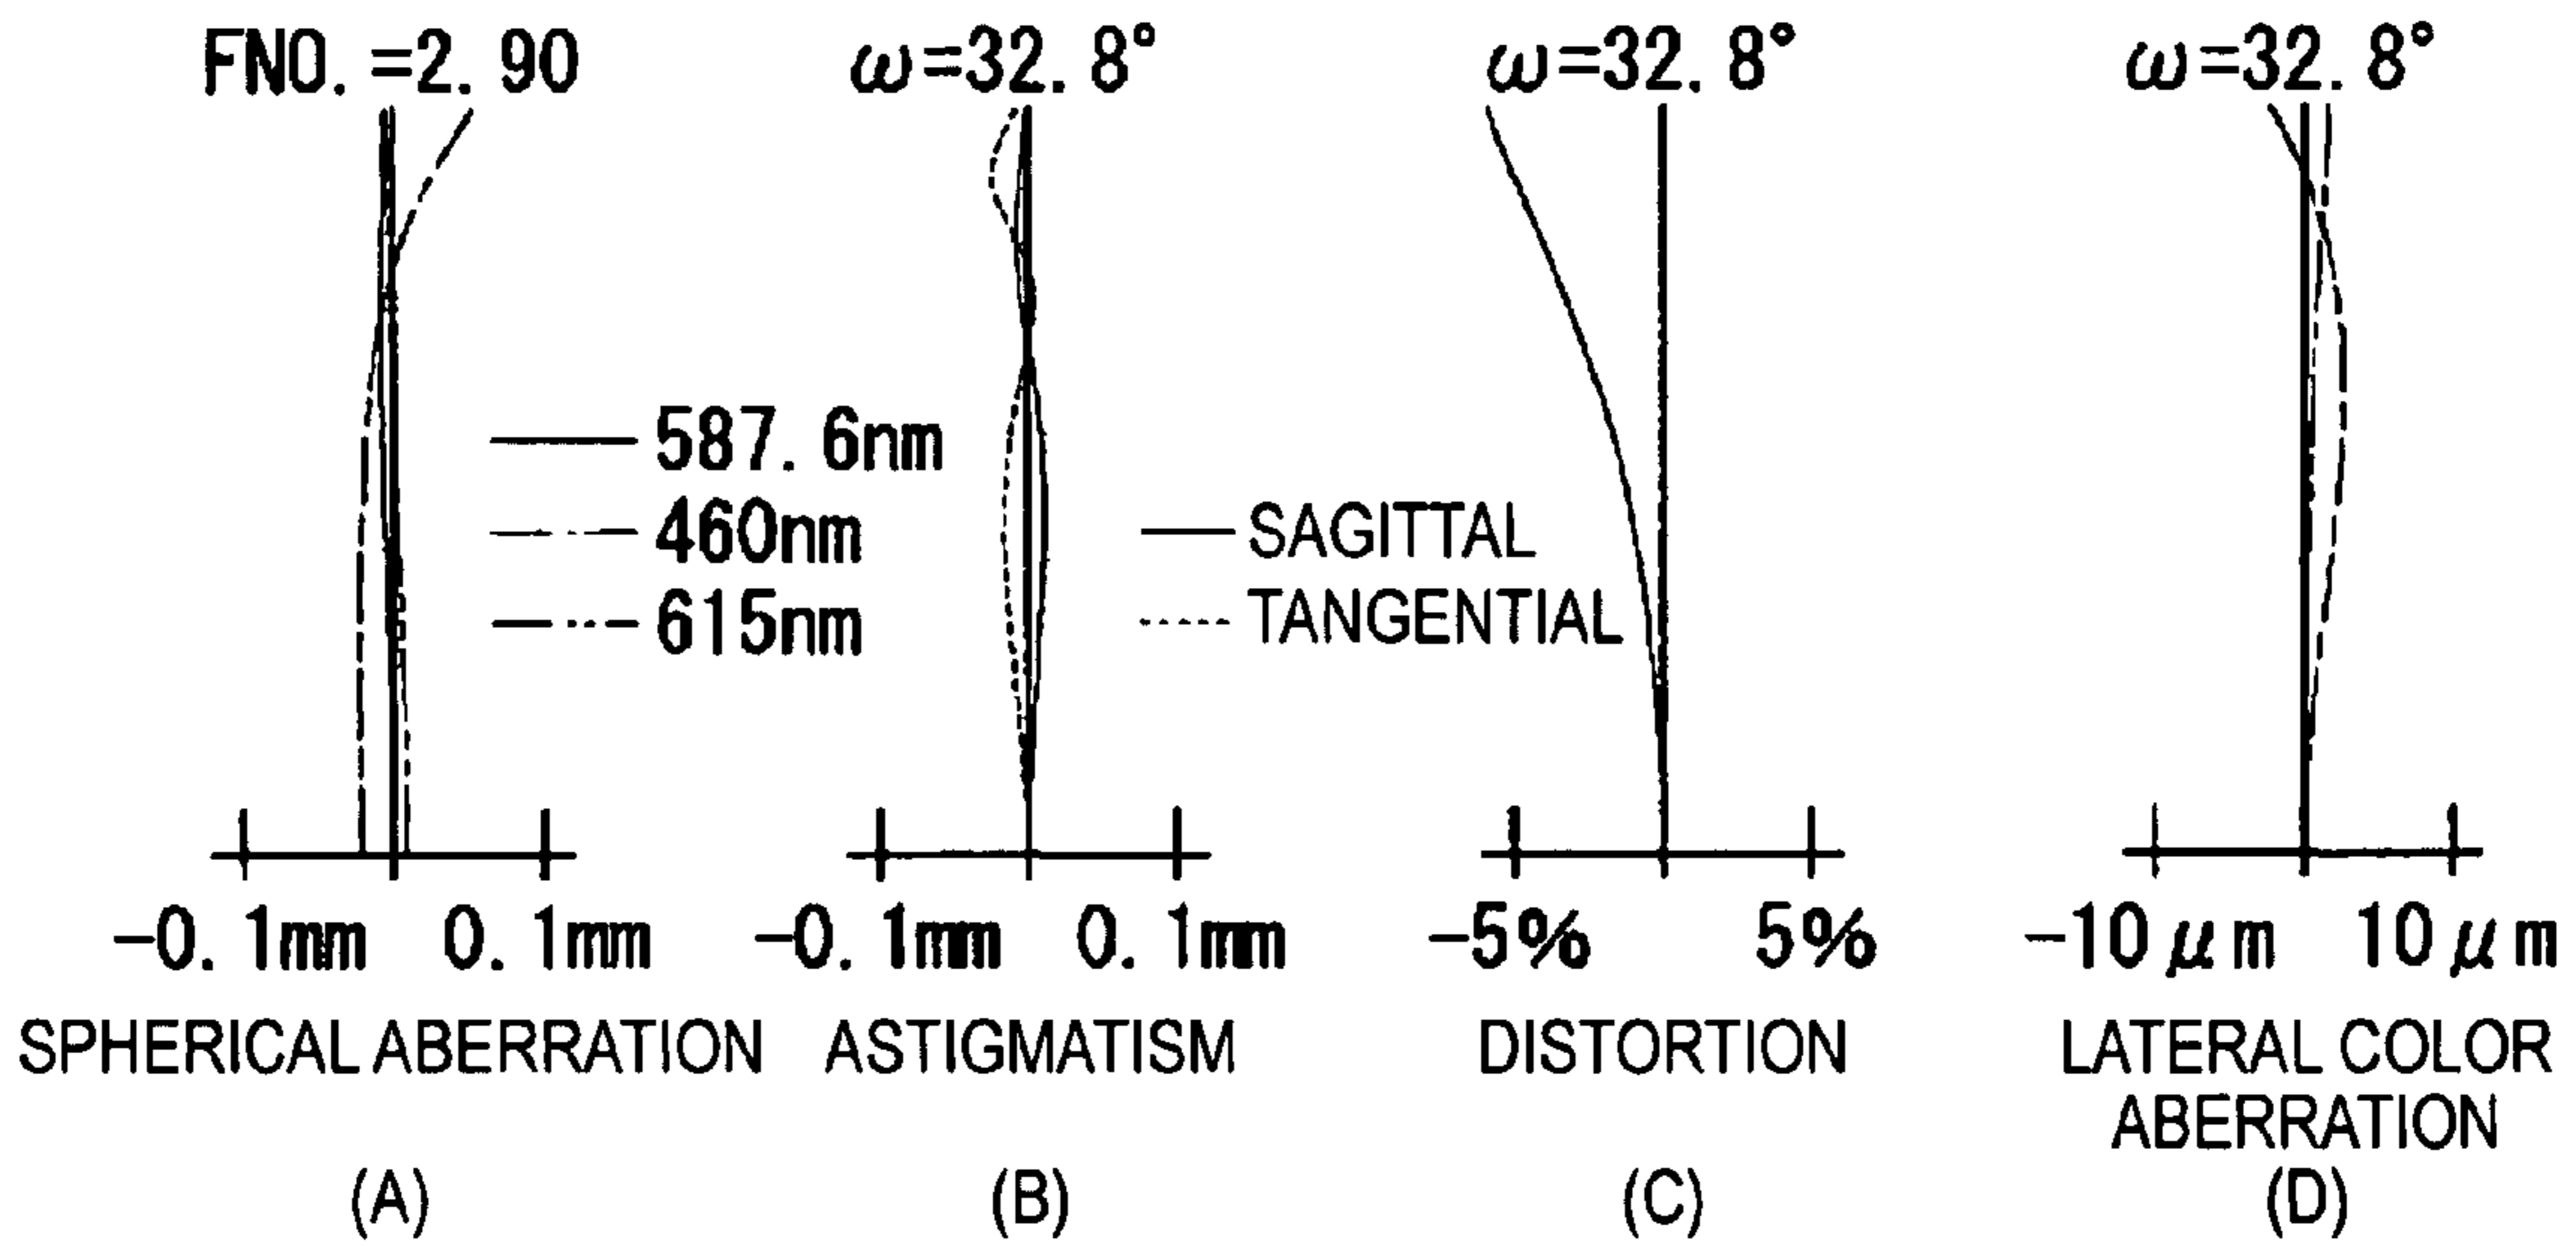 FNO. =2. 90
ω=32. 8°
ω=32. 8°
ω=32. 8°
587. 6nm
460nm
615nm
SAGITTAL
TANGENTIAL
-0. 1mm 0. 1mm
-0. 1mm 0. 1mm
-5% 5%
-10μm 10μm
SPHERICAL ABERRATION
ASTIGMATISM
DISTORTION
LATERAL COLOR
ABERRATION
(A)
(B)
(C)
(D)